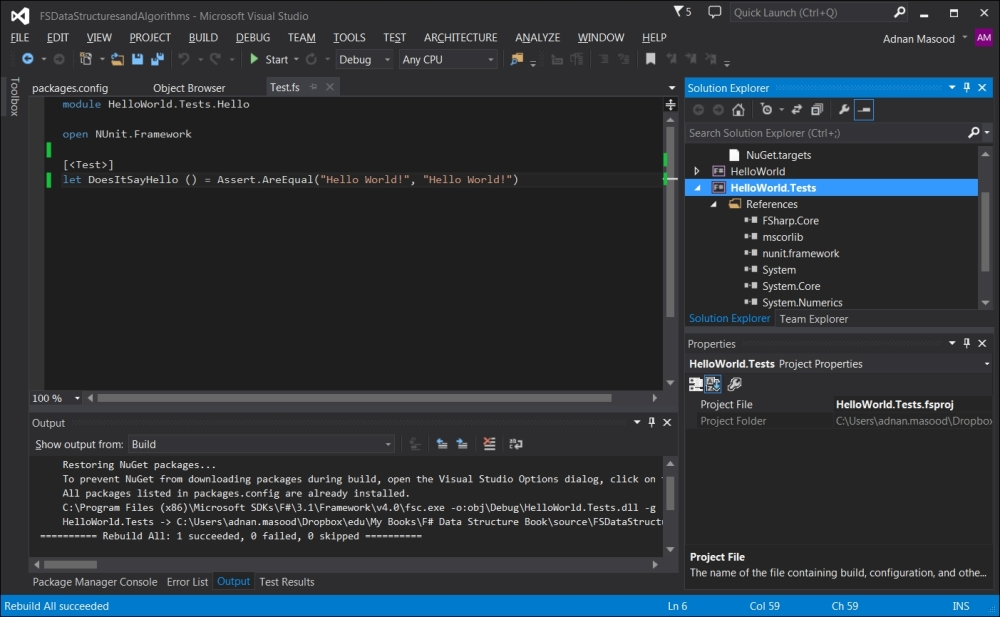 FSDataStructuresandAlgorithms - Microsoft Visual Studio
5
Quick Launch (Ctrl+Q)
FILE EDIT VIEW PROJECT BUILD DEBUG TEAM TOOLS TEST ARCHITECTURE ANALYZE WINDOW HELP
Adnan Masood
AM
Start
Debug
Any CPU
Toolbox
packages.config
Object Browser
Test.fs
module HelloWorld.Tests.Hello
open NUnit.Framework
[<Test>]
let DoesItSayHello () = Assert.AreEqual("Hello World!", "Hello World!")
100 %
Output
Show output from: Build
Restoring NuGet packages...
To prevent NuGet from downloading packages during build, open the Visual Studio Options dialog, click on
All packages listed in packages.config are already installed.
C:\Program Files (x86)\Microsoft SDKs\F#\3.1\Framework\v4.0\fsc.exe -o:obj\Debug\HelloWorld.Tests.dll -g
HelloWorld.Tests -> C:\Users\adnan.masood\Dropbox\edu\My Books\F# Data Structure Book\source\FSDataStruct
========== Rebuild All: 1 succeeded, 0 failed, 0 skipped ==========
Package Manager Console Error List Output Test Results
Solution Explorer
Search Solution Explorer (Ctrl+;)
NuGet.targets
HelloWorld
HelloWorld.Tests
References
FSharp.Core
mscorlib
nunit.framework
System
System.Core
System.Numerics
Solution Explorer Team Explorer
Properties
HelloWorld.Tests Project Properties
Project File HelloWorld.Tests.fsproj
Project Folder C:\Users\adnan.masood\Dropbox
Project File
The name of the file containing build, configuration, and othe...
Rebuild All succeeded
Ln 6
Col 59
Ch 59
INS